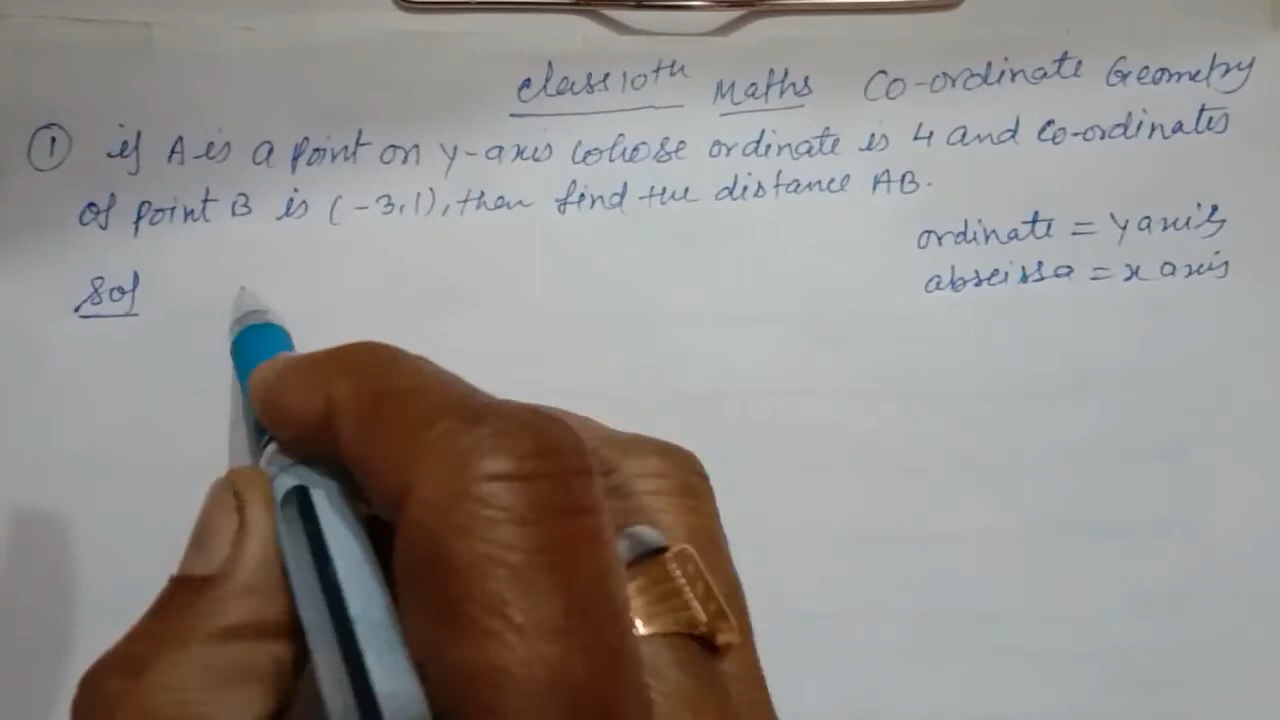 Class 10th Maths Co-ordinate Geometry
① if A is a point on y-axis whose ordinate is 4 and co-ordinates
of point B is (-3,1), then find the distance AB.
ordinate = y axis
abscissa = x axis
Sol